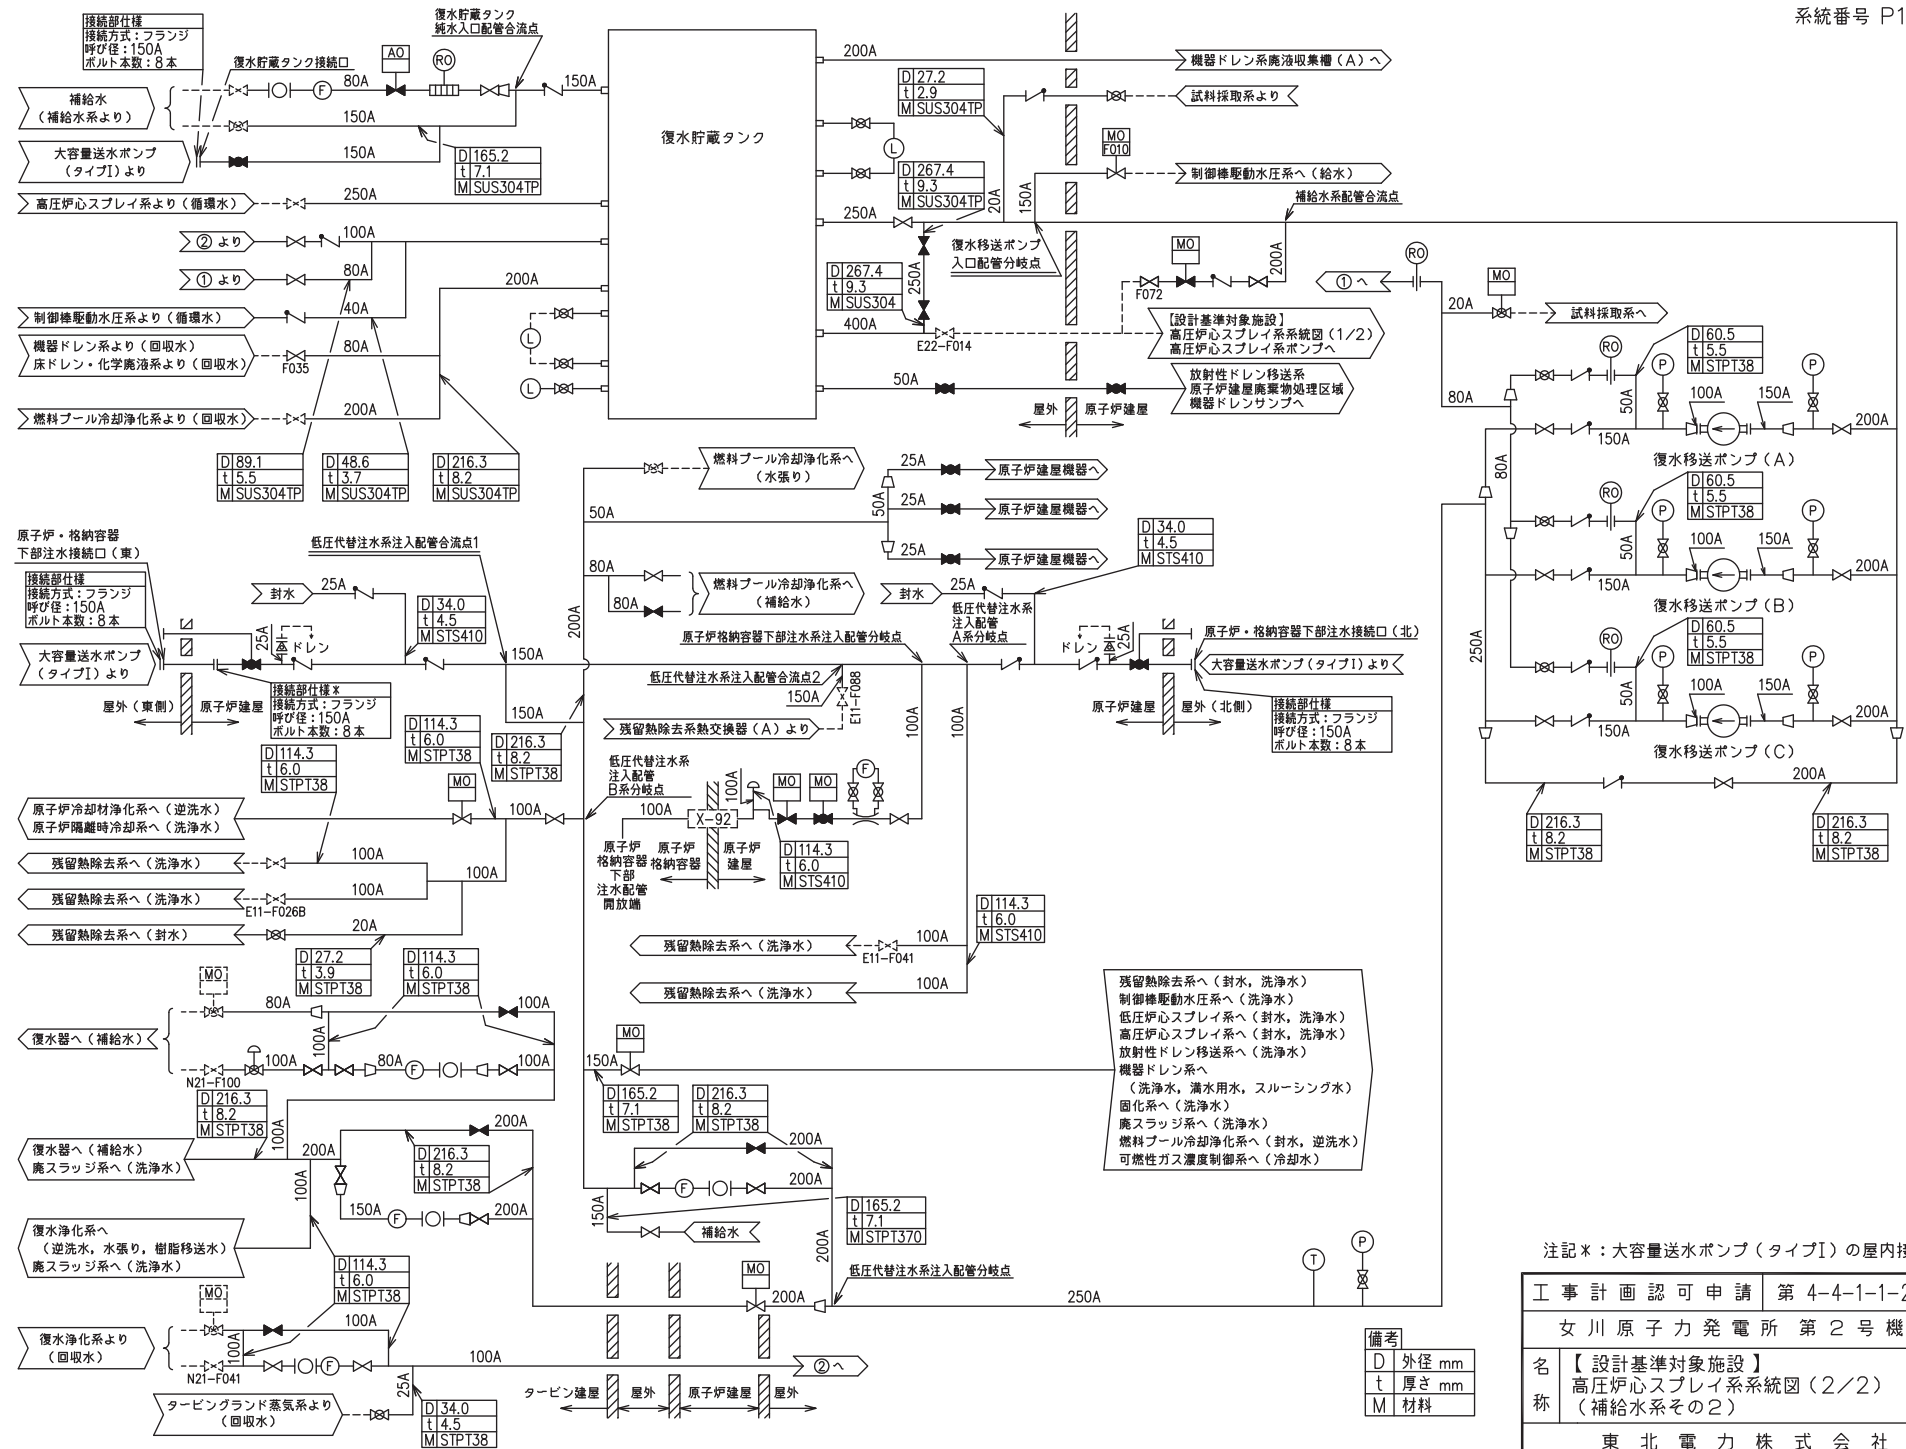 系統番号 P1
接続部仕様
接続方式：フランジ
呼び径：150A
ボルト本数：8本
復水貯蔵タンク接続口
復水貯蔵タンク
純水入口配管合流点
AO
RO
補給水
（補給水系より）
F
80A
150A
150A
大容量送水ポンプ
（タイプⅠ）より
150A
D 165.2
t 7.1
M SUS304TP
高圧炉心スプレイ系より（循環水）
250A
②より
100A
①より
80A
200A
制御棒駆動水圧系より（循環水）
40A
機器ドレン系より（回収水）
床ドレン・化学廃液系より（回収水）
F035
80A
燃料プール冷却浄化系より（回収水）
200A
L
L
D 89.1
t 5.5
M SUS304TP
D 48.6
t 3.7
M SUS304TP
D 216.3
t 8.2
M SUS304TP
復水貯蔵タンク
200A
機器ドレン系廃液収集槽（A）へ
D 27.2
t 2.9
M SUS304TP
試料採取系より
L
MO
F010
制御棒駆動水圧系へ（給水）
D 267.4
t 9.3
M SUS304TP
20A
150A
250A
補給水系配管合流点
復水移送ポンプ
入口配管分岐点
D 267.4
t 9.3
M SUS304
250A
MO
F072
200A
400A
E22-F014
【設計基準対象施設】
高圧炉心スプレイ系系統図（1/2）
高圧炉心スプレイ系ポンプへ
50A
放射性ドレン移送系
原子炉建屋廃棄物処理区域
機器ドレンサンプへ
屋外
原子炉建屋
①へ
RO
MO
20A
試料採取系へ
80A
80A
RO
D 60.5
t 5.5
M STPT38
P
P
50A
100A
150A
150A
200A
復水移送ポンプ（A）
RO
D 60.5
t 5.5
M STPT38
P
P
50A
100A
150A
150A
200A
復水移送ポンプ（B）
RO
D 60.5
t 5.5
M STPT38
P
P
50A
100A
150A
150A
200A
復水移送ポンプ（C）
250A
200A
D 216.3
t 8.2
M STPT38
D 216.3
t 8.2
M STPT38
燃料プール冷却浄化系へ
（水張り）
50A
50A
25A
原子炉建屋機器へ
25A
原子炉建屋機器へ
25A
原子炉建屋機器へ
80A
80A
燃料プール冷却浄化系へ
（補給水）
200A
原子炉・格納容器
下部注水接続口（東）
接続部仕様
接続方式：フランジ
呼び径：150A
ボルト本数：8本
低圧代替注水系注入配管合流点1
封水
25A
25A
ドレン
D 34.0
t 4.5
M STS410
大容量送水ポンプ
（タイプⅠ）より
150A
屋外（東側）
原子炉建屋
接続部仕様＊
接続方式：フランジ
呼び径：150A
ボルト本数：8本
150A
原子炉格納容器下部注水系注入配管分岐点
封水
25A
D 34.0
t 4.5
M STS410
低圧代替注水系
注入配管
A系分岐点
ドレン
25A
原子炉・格納容器下部注水接続口（北）
大容量送水ポンプ（タイプⅠ）より
原子炉建屋
屋外（北側）
接続部仕様
接続方式：フランジ
呼び径：150A
ボルト本数：8本
低圧代替注水系注入配管合流点2
150A
E11-F088
残留熱除去系熱交換器（A）より
100A
100A
D 114.3
t 6.0
M STPT38
D 114.3
t 6.0
M STPT38
D 216.3
t 8.2
M STPT38
MO
100A
原子炉冷却材浄化系へ（逆洗水）
原子炉隔離時冷却系へ（洗浄水）
低圧代替注水系
注入配管
B系分岐点
100A
X-92
100A
MO
MO
F
原子炉
格納容器
下部
注水配管
開放端
原子炉
格納容器
原子炉
建屋
D 114.3
t 6.0
M STS410
残留熱除去系へ（洗浄水）
100A
残留熱除去系へ（洗浄水）
100A
E11-F026B
100A
残留熱除去系へ（封水）
20A
D 27.2
t 3.9
M STPT38
D 114.3
t 6.0
M STPT38
残留熱除去系へ（洗浄水）
E11-F041
100A
残留熱除去系へ（洗浄水）
100A
D 114.3
t 6.0
M STS410
MO
80A
100A
復水器へ（補給水）
100A
N21-F100
100A
80A
F
100A
D 216.3
t 8.2
M STPT38
100A
復水器へ（補給水）
廃スラッジ系へ（洗浄水）
200A
200A
D 216.3
t 8.2
M STPT38
100A
150A
F
200A
復水浄化系へ
（逆洗水，水張り，樹脂移送水）
廃スラッジ系へ（洗浄水）
D 114.3
t 6.0
M STPT38
MO
100A
復水浄化系より
（回収水）
100A
N21-F041
F
100A
②へ
タービングランド蒸気系より
（回収水）
25A
D 34.0
t 4.5
M STPT38
150A
MO
D 165.2
t 7.1
M STPT38
D 216.3
t 8.2
M STPT38
200A
F
200A
150A
補給水
D 165.2
t 7.1
M STPT370
200A
MO
200A
低圧代替注水系注入配管分岐点
250A
T
P
タービン建屋
屋外
原子炉建屋
屋外
残留熱除去系へ（封水，洗浄水）
制御棒駆動水圧系へ（洗浄水）
低圧炉心スプレイ系へ（封水，洗浄水）
高圧炉心スプレイ系へ（封水，洗浄水）
放射性ドレン移送系へ（洗浄水）
機器ドレン系へ
（洗浄水，満水用水，スルーシング水）
固化系へ（洗浄水）
廃スラッジ系へ（洗浄水）
燃料プール冷却浄化系へ（封水，逆洗水）
可燃性ガス濃度制御系へ（冷却水）
備考
D 外径 mm
t 厚さ mm
M 材料
注記＊：大容量送水ポンプ（タイプⅠ）の屋内接
工事計画認可申請 第 4-4-1-1-2
女川原子力発電所 第2号機
名称
【設計基準対象施設】
高圧炉心スプレイ系系統図（2/2）
（補給水系その2）
東北電力株式会社